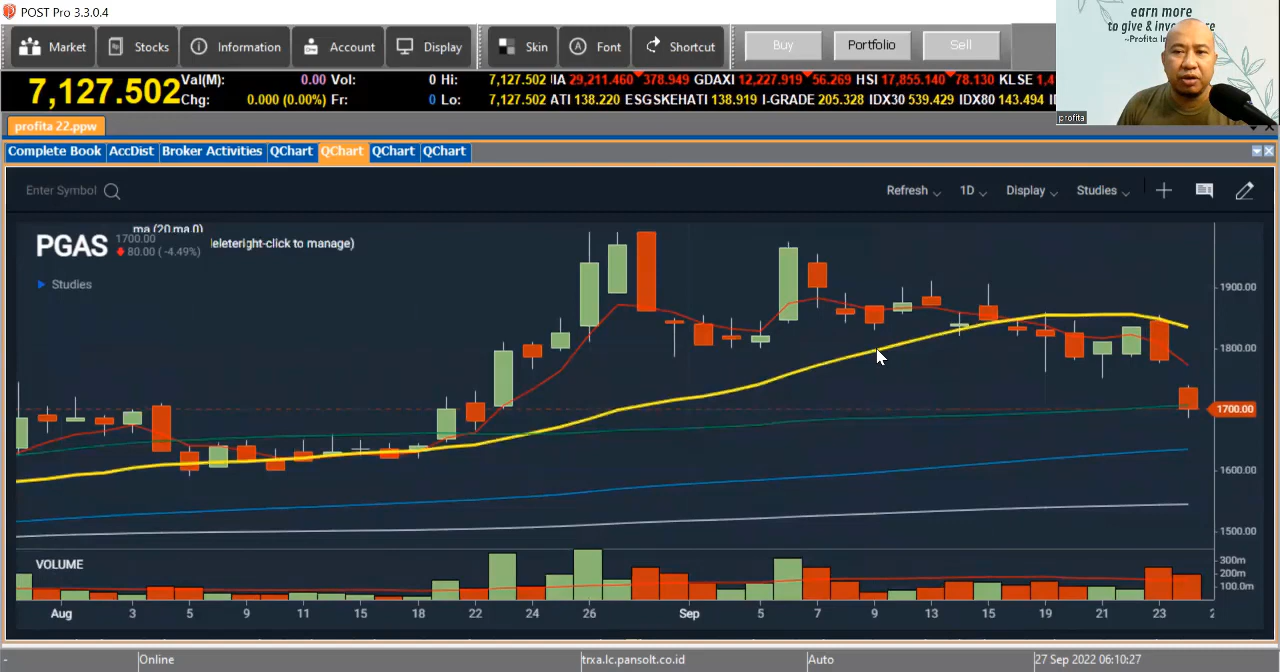 POST Pro 3.3.0.4
Market Stocks Information Account Display Skin Font Shortcut Buy Portfolio Sell
earn more
to give &
~Profita
profita
7,127.502
Val(M): 0.00 Vol: 0 Hi: 7,127.502
Chg: 0.000 (0.00%) Fr: 0 Lo: 7,127.502
IIA 29,211.460 378.949 GDAXI 12,227.919 56.269 HSI 17,855.140 78.130 KLSE 1,4
ATI 138.220 ESGSKEHATI 138.919 I-GRADE 205.328 IDX30 539.429 IDX80 143.494
profita 22.ppw
Complete Book AccDist Broker Activities QChart QChart QChart QChart
Enter Symbol Refresh 1D Display Studies
ma (20 ma 0)
PGAS 1700.00
80.00 (-4.49%)
leteright-click to manage)
Studies
1900.00
1800.00
1700.00
1600.00
1500.00
VOLUME
300m
200m
100.0m
Aug 3 5 9 11 15 18 22 24 26 Sep 5 7 9 13 15 19 21 23 2
- Online trxa.lc.pansolt.co.id Auto 27 Sep 2022 06:10:27